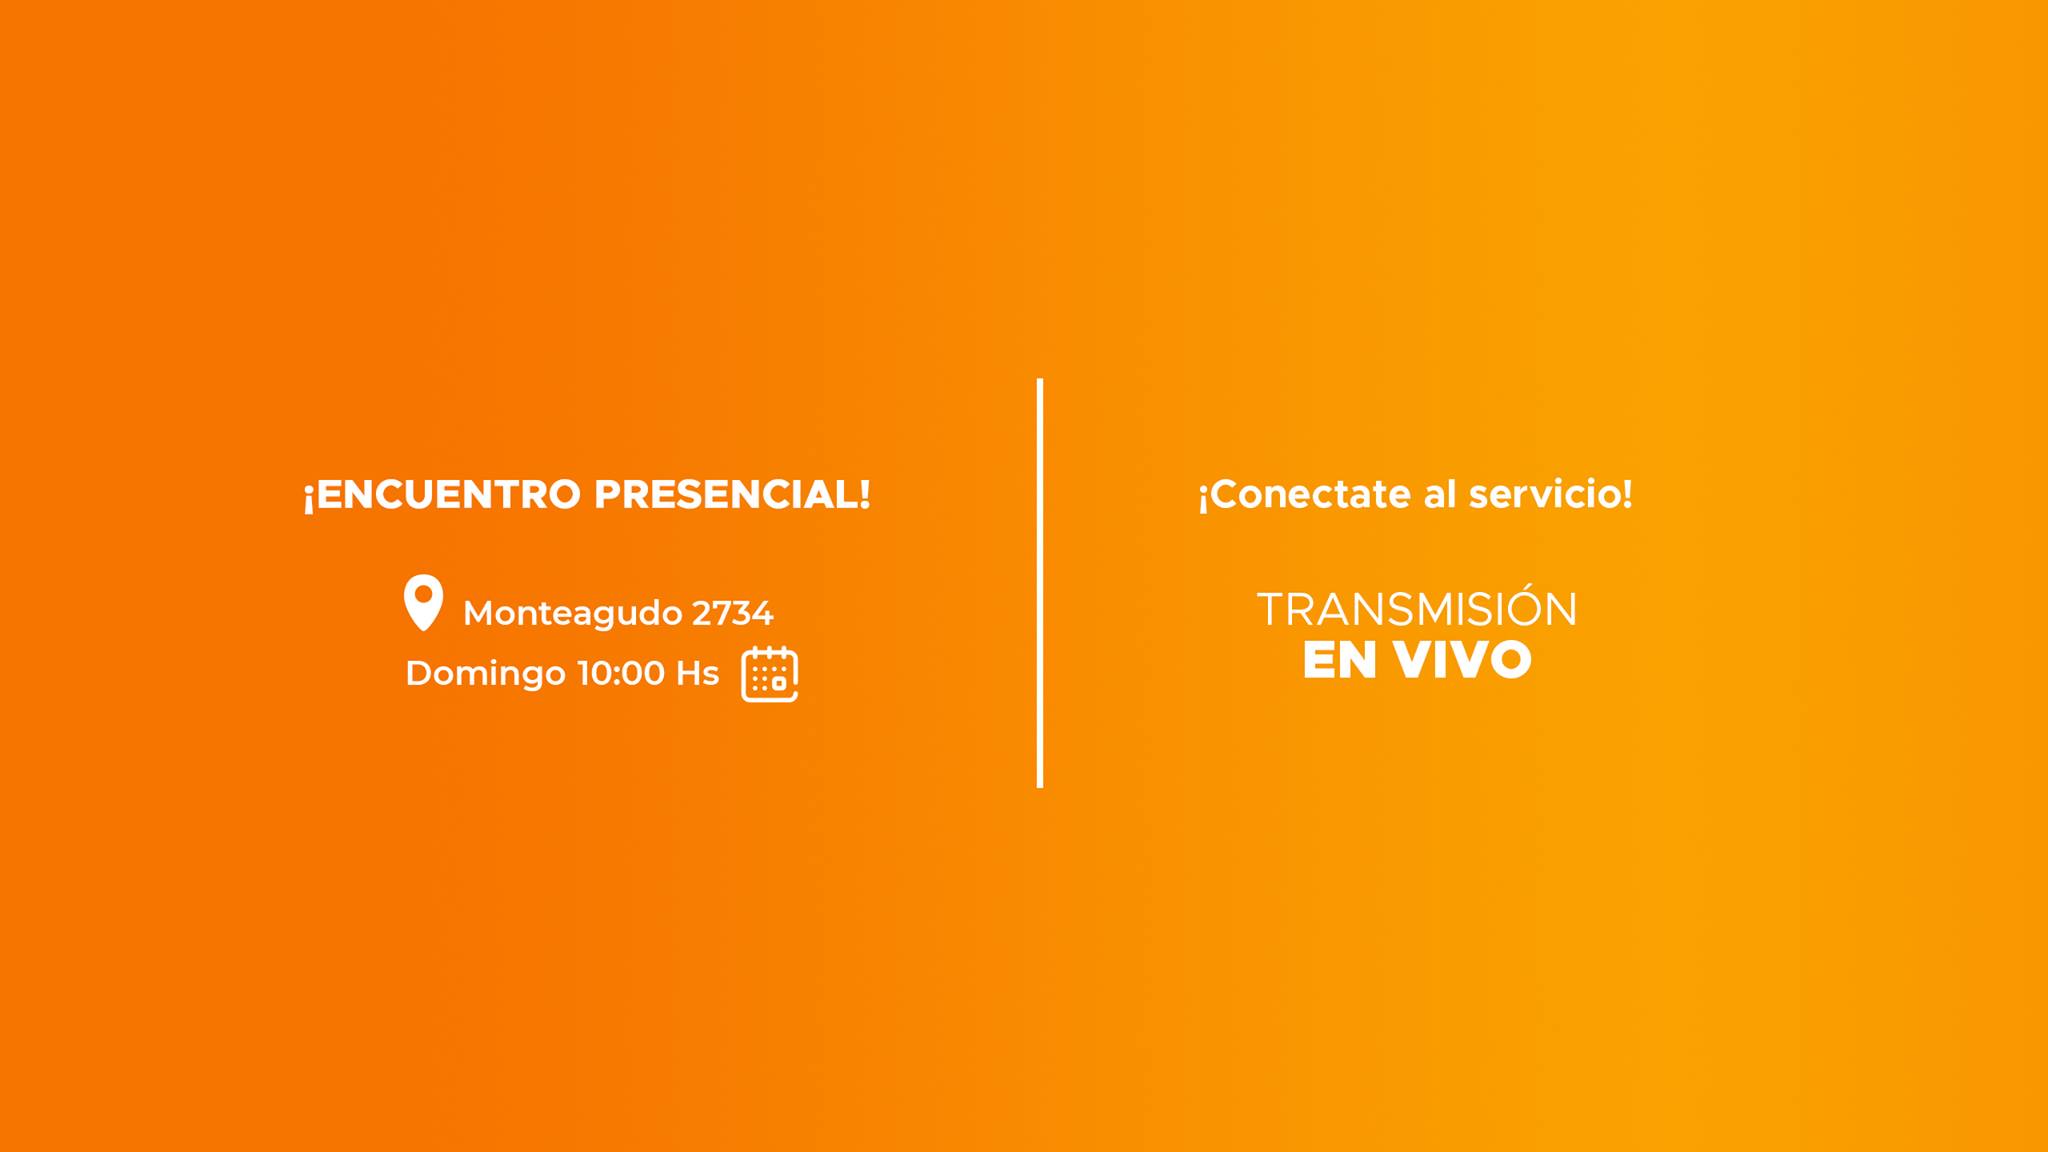 ¡ENCUENTRO PRESENCIAL!
Monteagudo 2734
Domingo 10:00 Hs
¡Conectate al servicio!
TRANSMISIÓN
EN VIVO